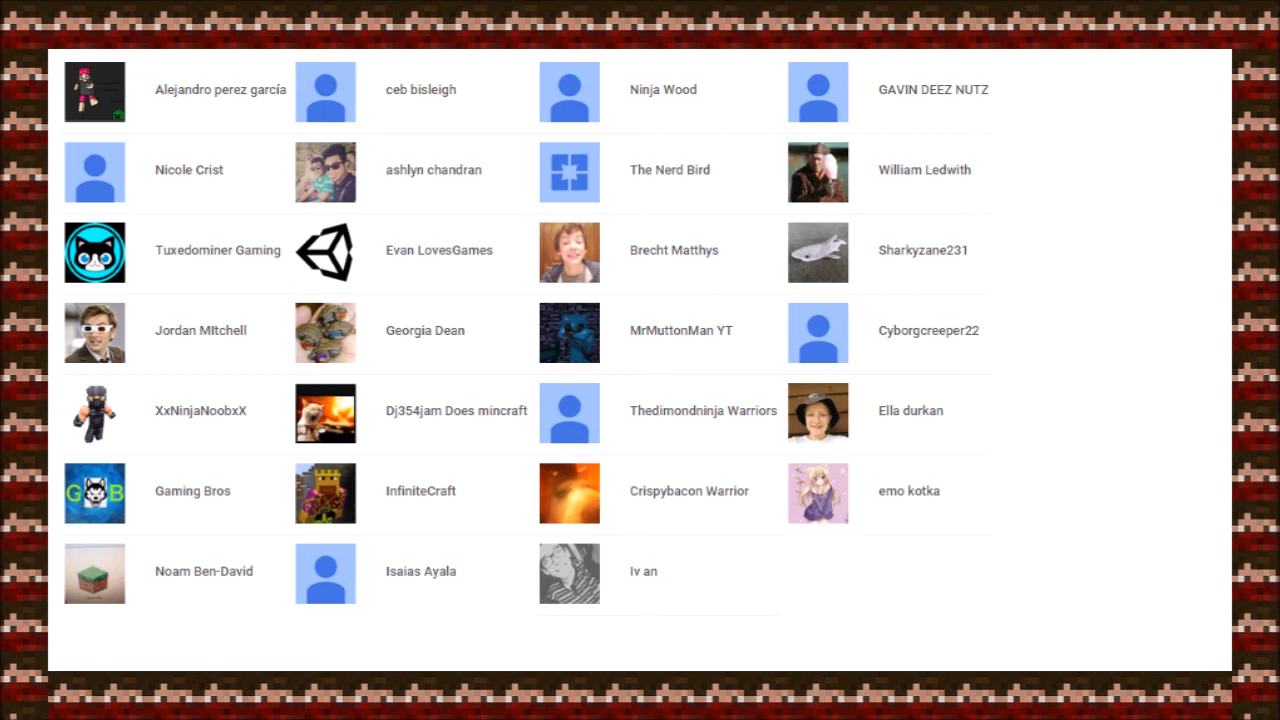 Alejandro perez garcía
ceb bisleigh
Ninja Wood
GAVIN DEEZ NUTZ
Nicole Crist
ashlyn chandran
The Nerd Bird
William Ledwith
Tuxedominer Gaming
Evan LovesGames
Brecht Matthys
Sharkyzane231
Jordan MItchell
Georgia Dean
MrMuttonMan YT
Cyborgcreeper22
XxNinjaNoobxX
Dj354jam Does mincraft
Thedimondninja Warriors
Ella durkan
G B
Gaming Bros
InfiniteCraft
Crispybacon Warrior
emo kotka
Noam Ben-David
Isaias Ayala
Iv an